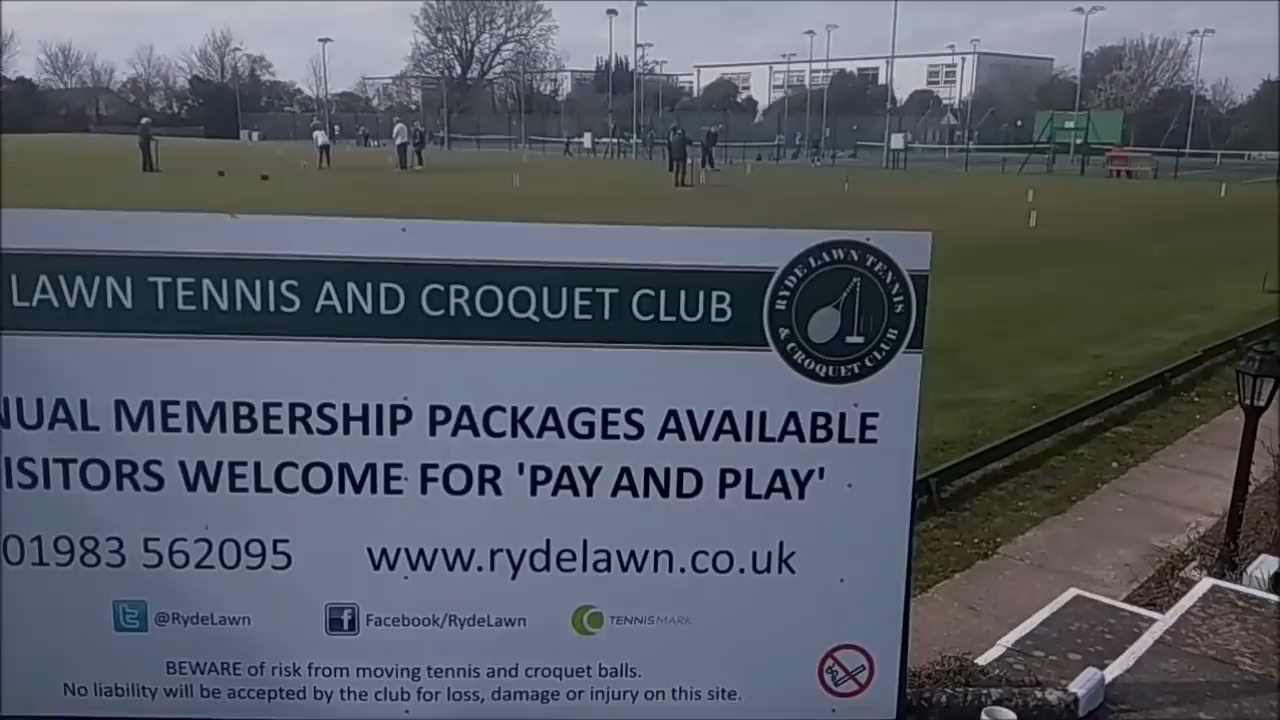 LAWN TENNIS AND CROQUET CLUB
RYDE LAWN TENNIS
& CROQUET CLUB
NUAL MEMBERSHIP PACKAGES AVAILABLE
ISITORS WELCOME FOR 'PAY AND PLAY'
01983 562095 www.rydelawn.co.uk
@RydeLawn Facebook/RydeLawn TENNISMARK
BEWARE of risk from moving tennis and croquet balls.
No liability will be accepted by the club for loss, damage or injury on this site.